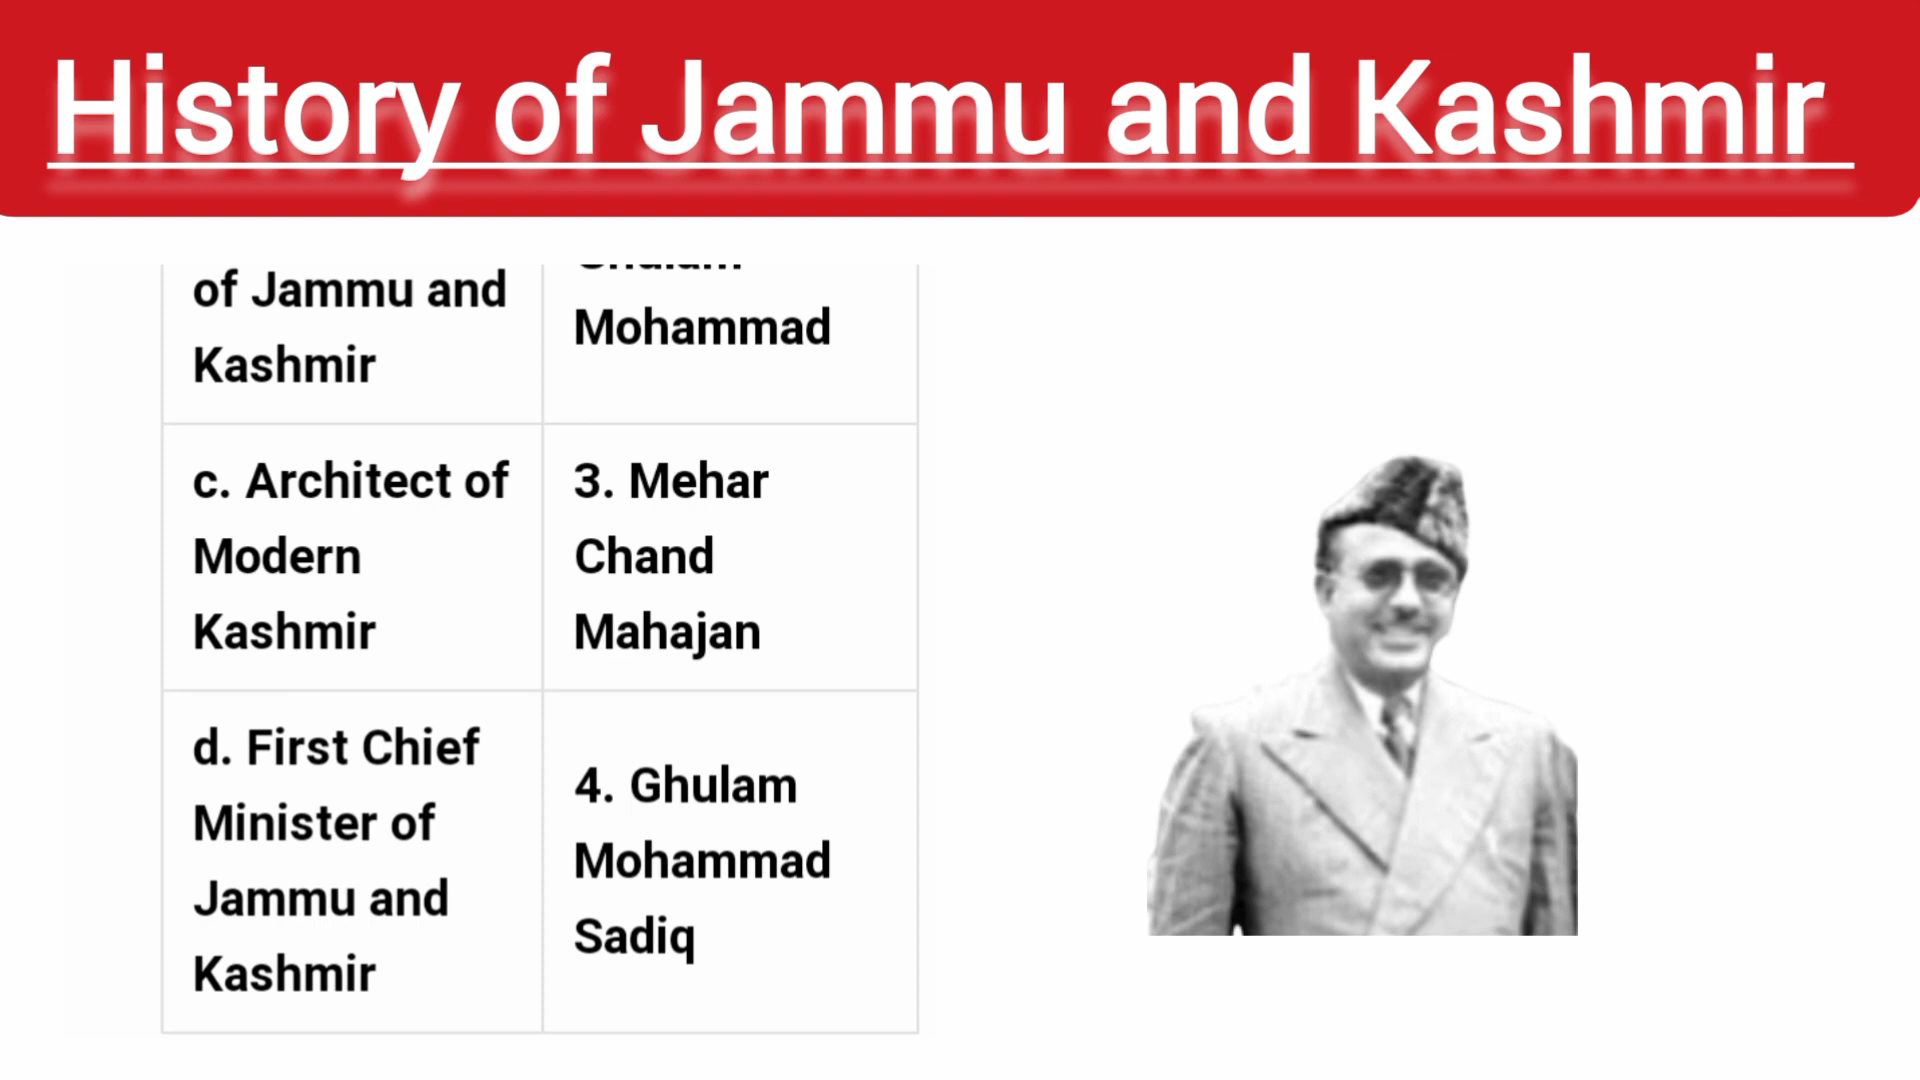 History of Jammu and Kashmir
of Jammu and
Kashmir
Ghulam
Mohammad
c. Architect of
Modern
Kashmir
3. Mehar
Chand
Mahajan
d. First Chief
Minister of
Jammu and
Kashmir
4. Ghulam
Mohammad
Sadiq